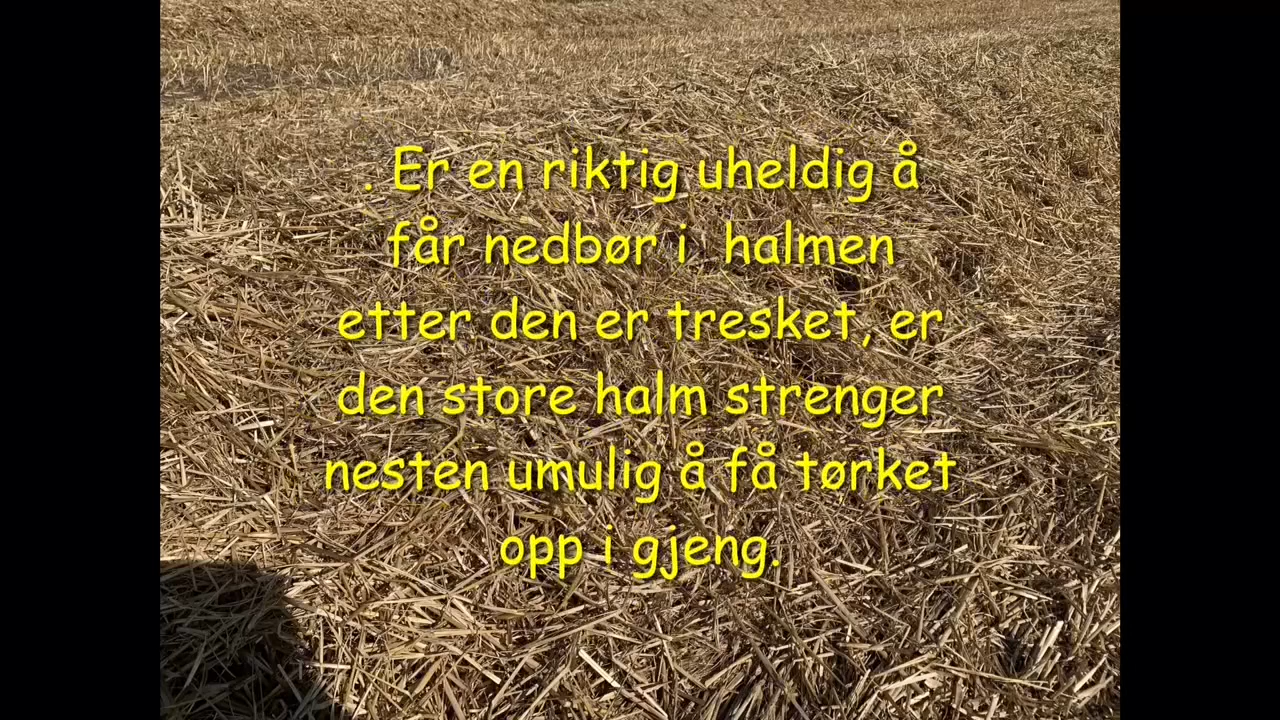 . Er en riktig uheldig å
får nedbør i  halmen
etter den er tresket, er
den store halm strenger
nesten umulig å få tørket
opp i gjeng.